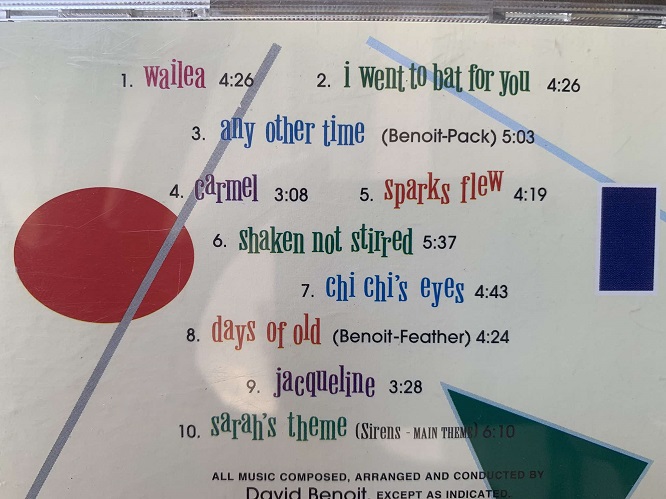 1. wailea 4:26 2. i went to bat for you 4:26
3. any other time (Benoit-Pack) 5:03
4. carmel 3:08 5. sparks flew 4:19
6. shaken not stirred 5:37
7. chi chi's eyes 4:43
8. days of old (Benoit-Feather) 4:24
9. jacqueline 3:28
10. sarah's theme (Sirens - MAIN THEME) 6:10
ALL MUSIC COMPOSED, ARRANGED AND CONDUCTED BY
David Benoit, EXCEPT AS INDICATED.